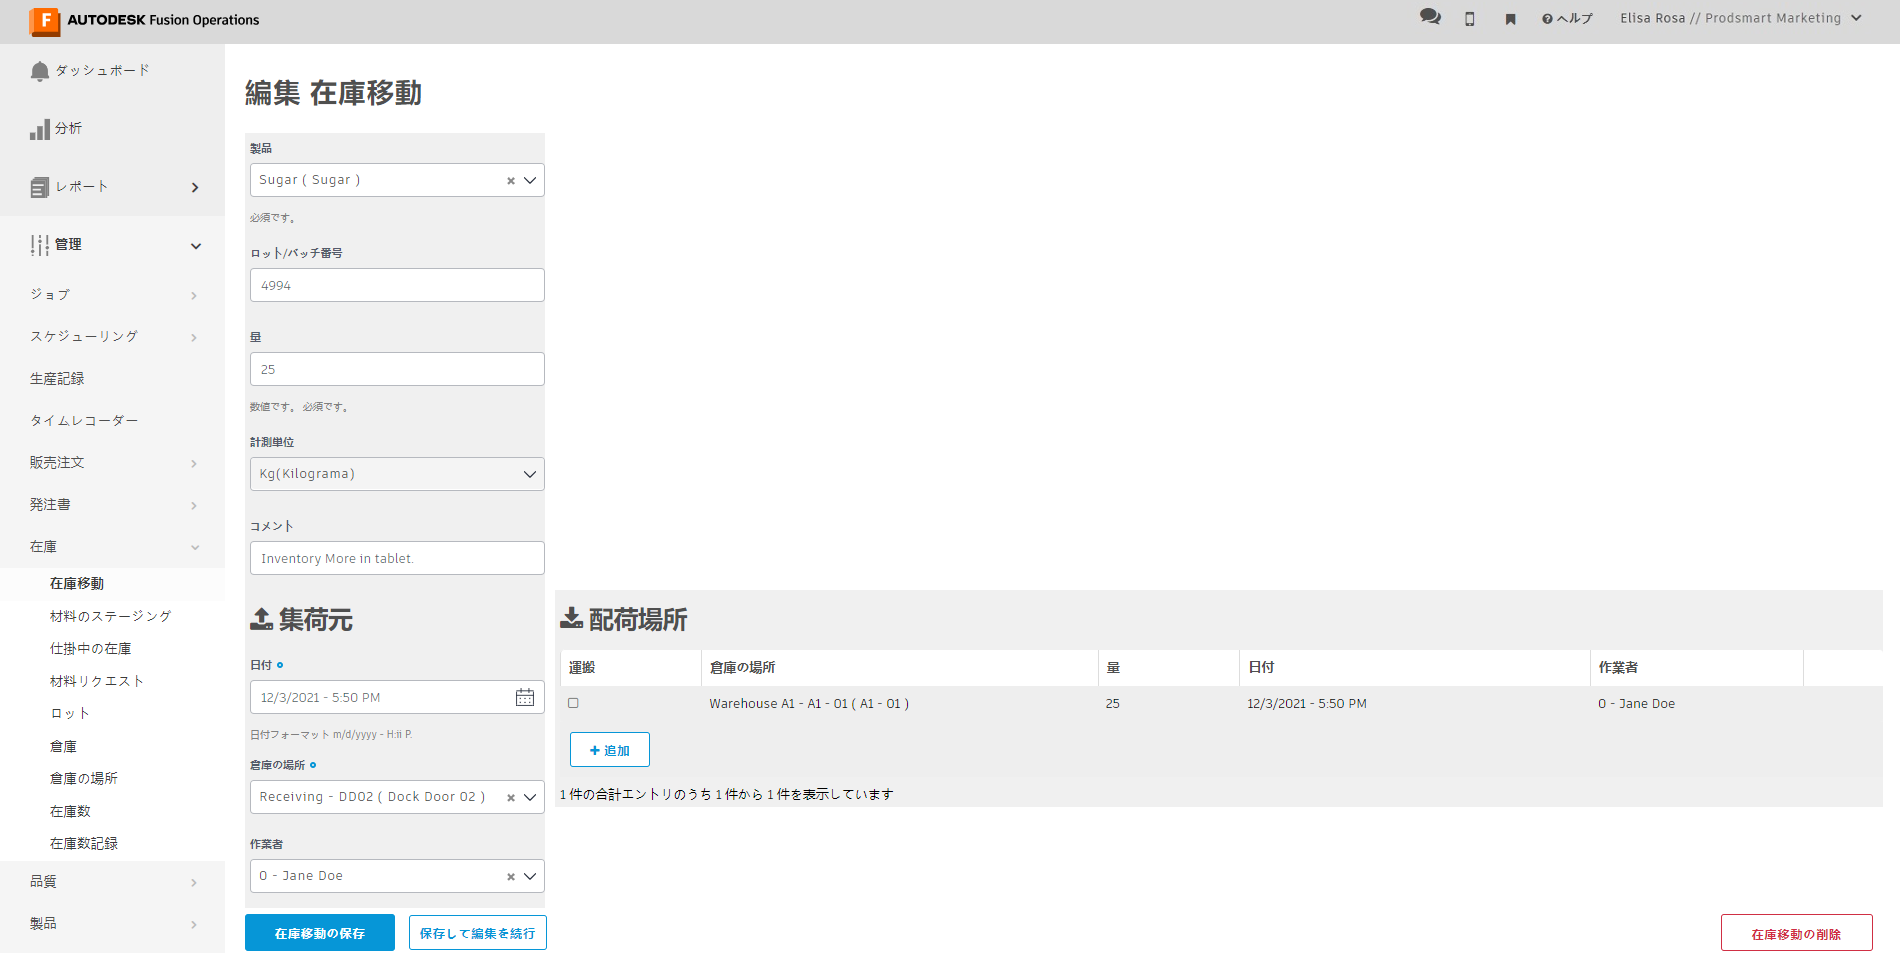 F AUTODESK Fusion Operations
ヘルプ
Elisa Rosa // Prodsmart Marketing
ダッシュボード
分析
レポート
管理
ジョブ
スケジューリング
生産記録
タイムレコーダー
販売注文
発注書
在庫
在庫移動
材料のステージング
仕掛中の在庫
材料リクエスト
ロット
倉庫
倉庫の場所
在庫数
在庫数記録
品質
製品
編集 在庫移動
製品
Sugar ( Sugar )
必須です。
ロット/バッチ番号
4994
量
25
数値です。 必須です。
計測単位
Kg(Kilograma)
コメント
Inventory More in tablet.
集荷元
日付
12/3/2021 - 5:50 PM
日付フォーマット m/d/yyyy - H:ii P.
倉庫の場所
Receiving - DD02 ( Dock Door 02 )
作業者
0 - Jane Doe
在庫移動の保存
保存して編集を続行
配荷場所
運搬 倉庫の場所 量 日付 作業者
Warehouse A1 - A1 - 01 ( A1 - 01 ) 25 12/3/2021 - 5:50 PM 0 - Jane Doe
+ 追加
1 件の合計エントリのうち 1 件から 1 件を表示しています
在庫移動の削除